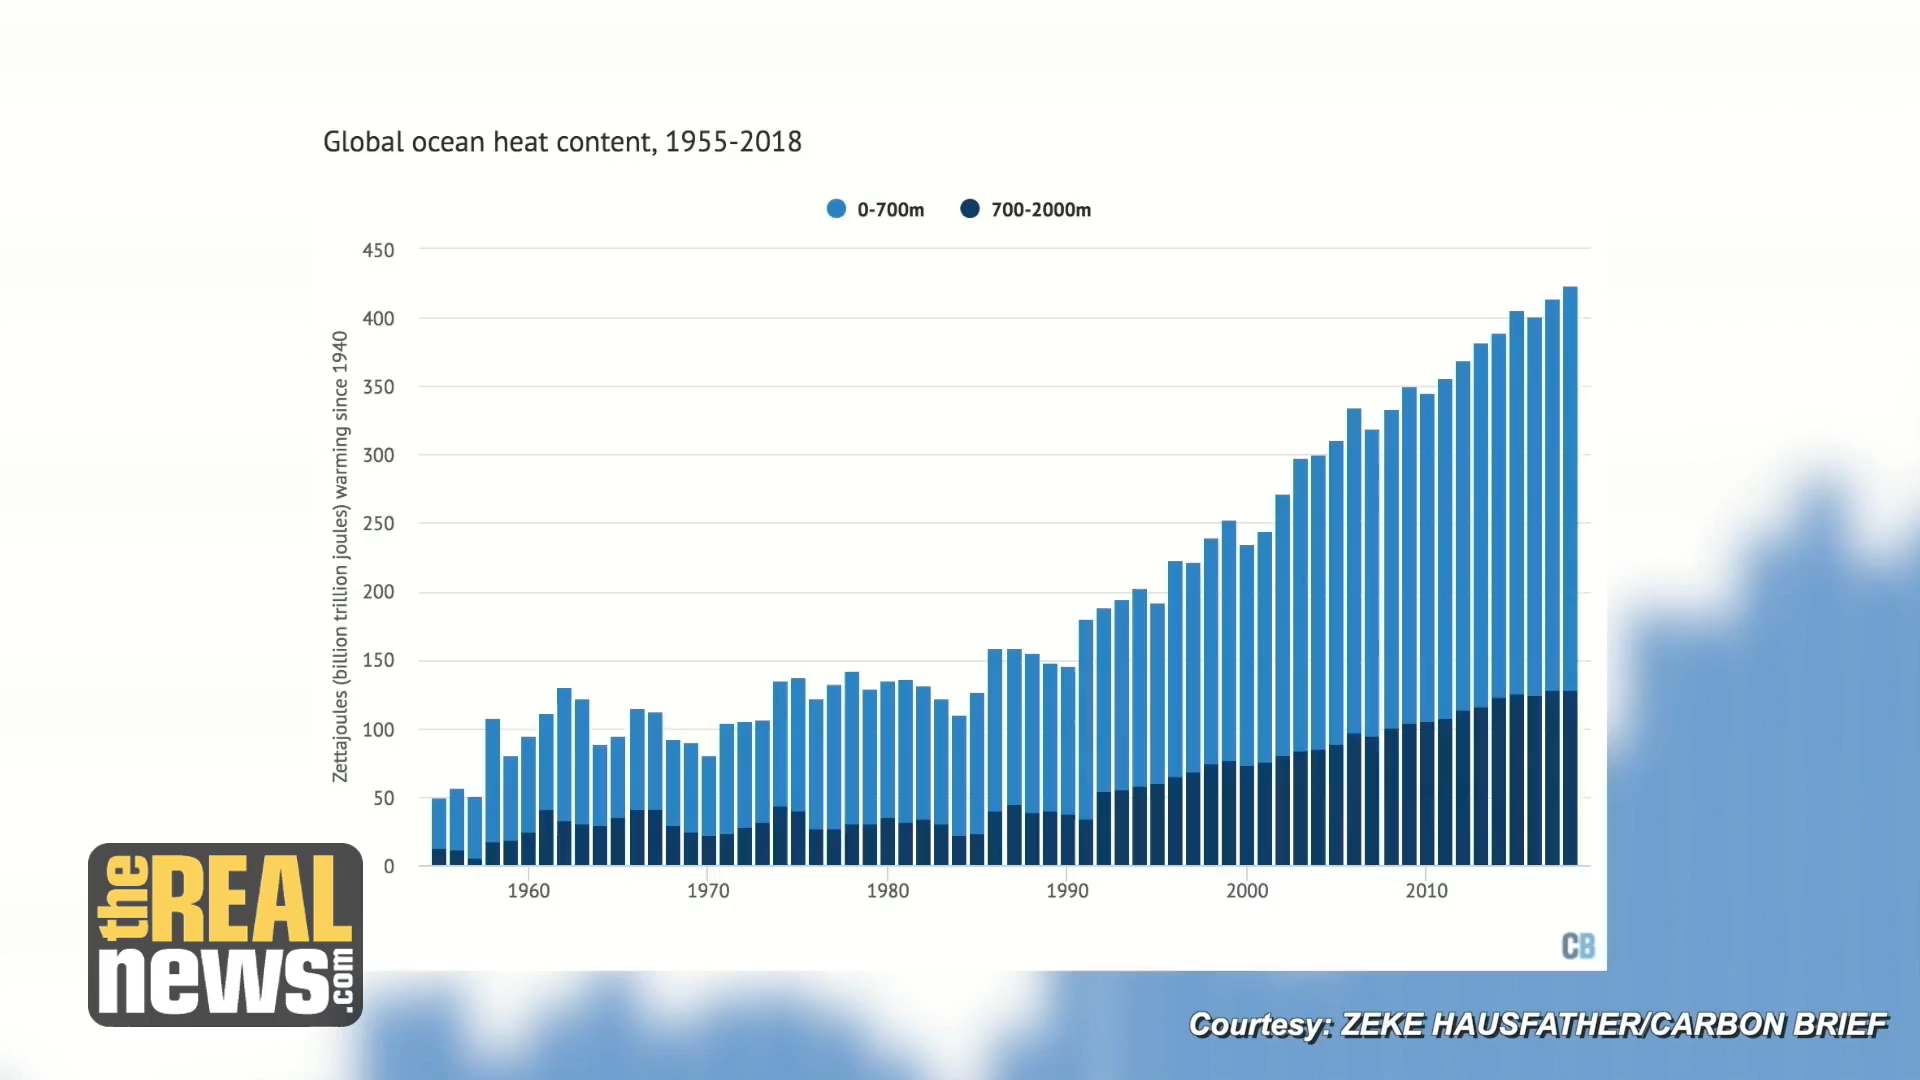 Global ocean heat content, 1955-2018
0-700m 700-2000m
Zettajoules (billion trillion joules) warming since 1940
450
400
350
300
250
200
150
100
50
0
1960 1970 1980 1990 2000 2010
CB
the REAL
news.com
Courtesy: ZEKE HAUSFATHER/CARBON BRIEF